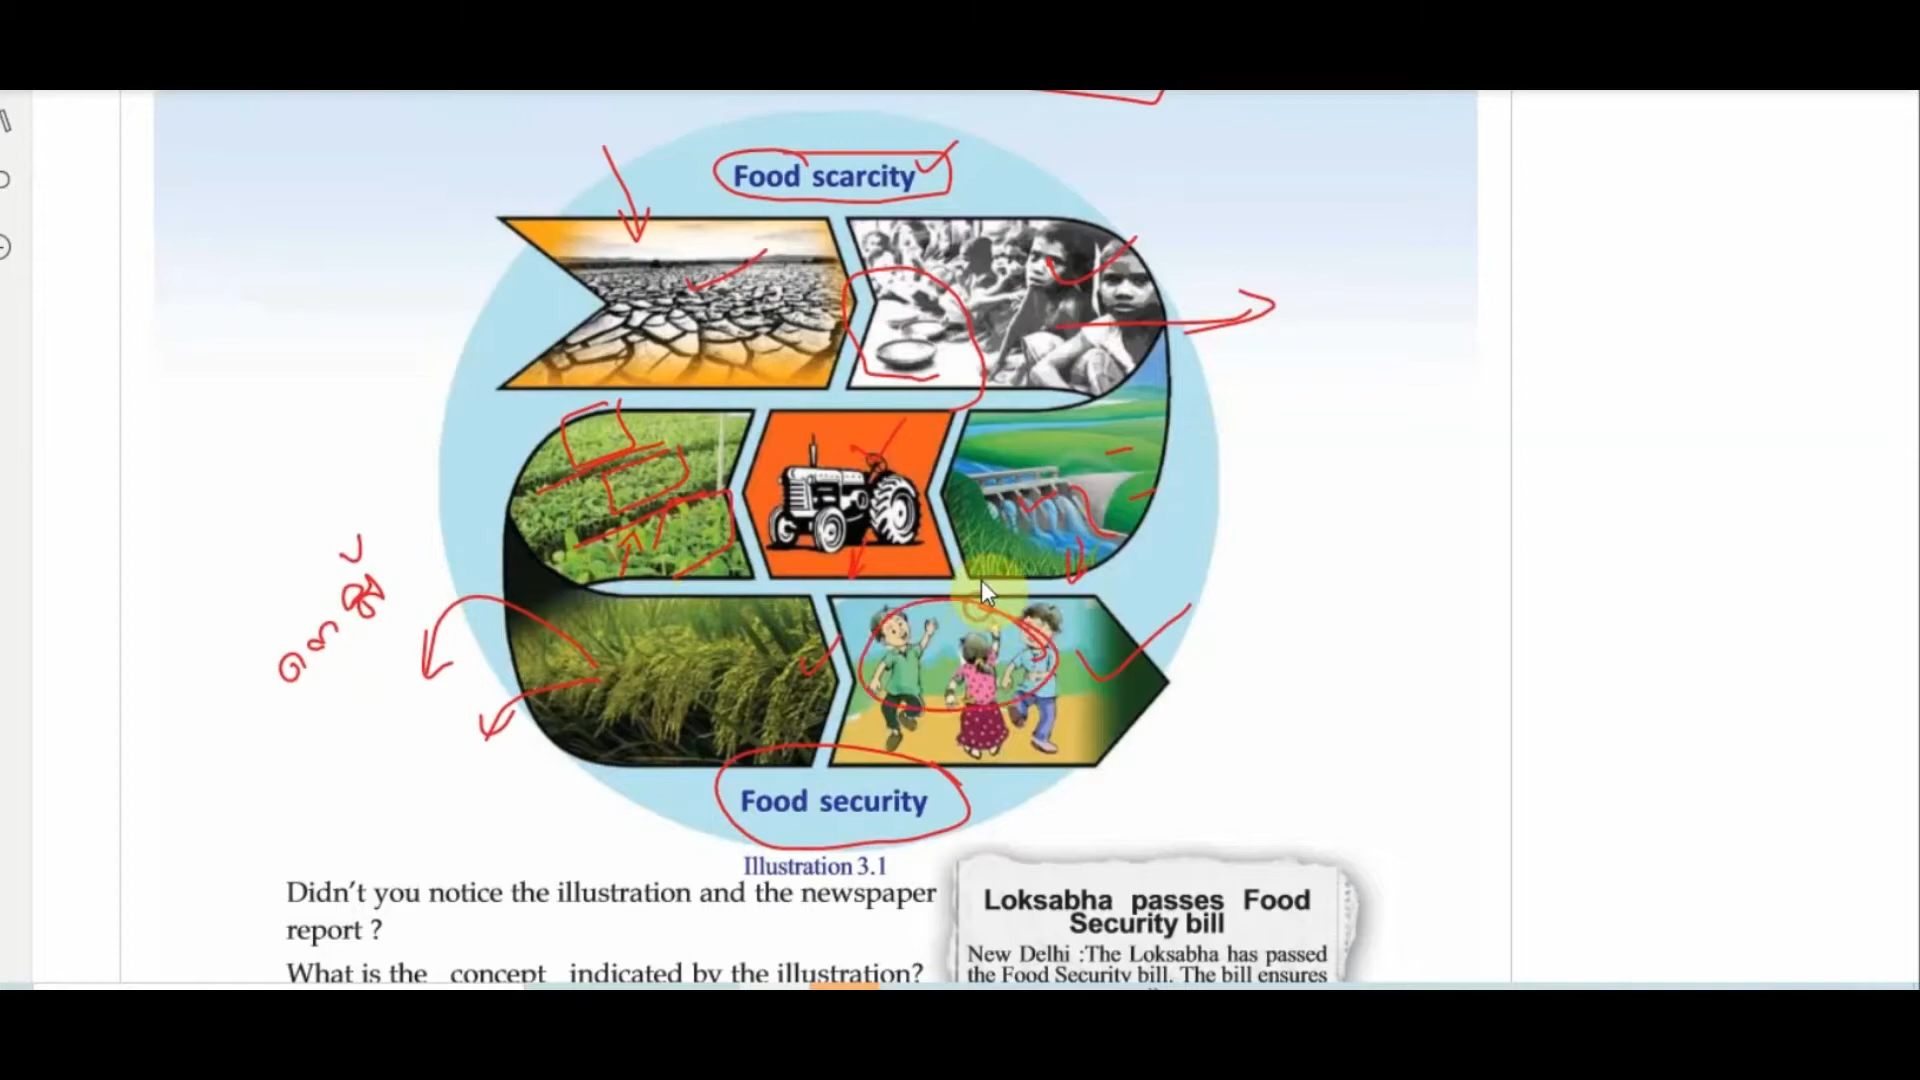 Food scarcity
Food security
Illustration 3.1
Didn't you notice the illustration and the newspaper
report ?
What is the concept indicated by the illustration?
Loksabha passes Food
Security bill
New Delhi :The Loksabha has passed
the Food Security bill. The bill ensures